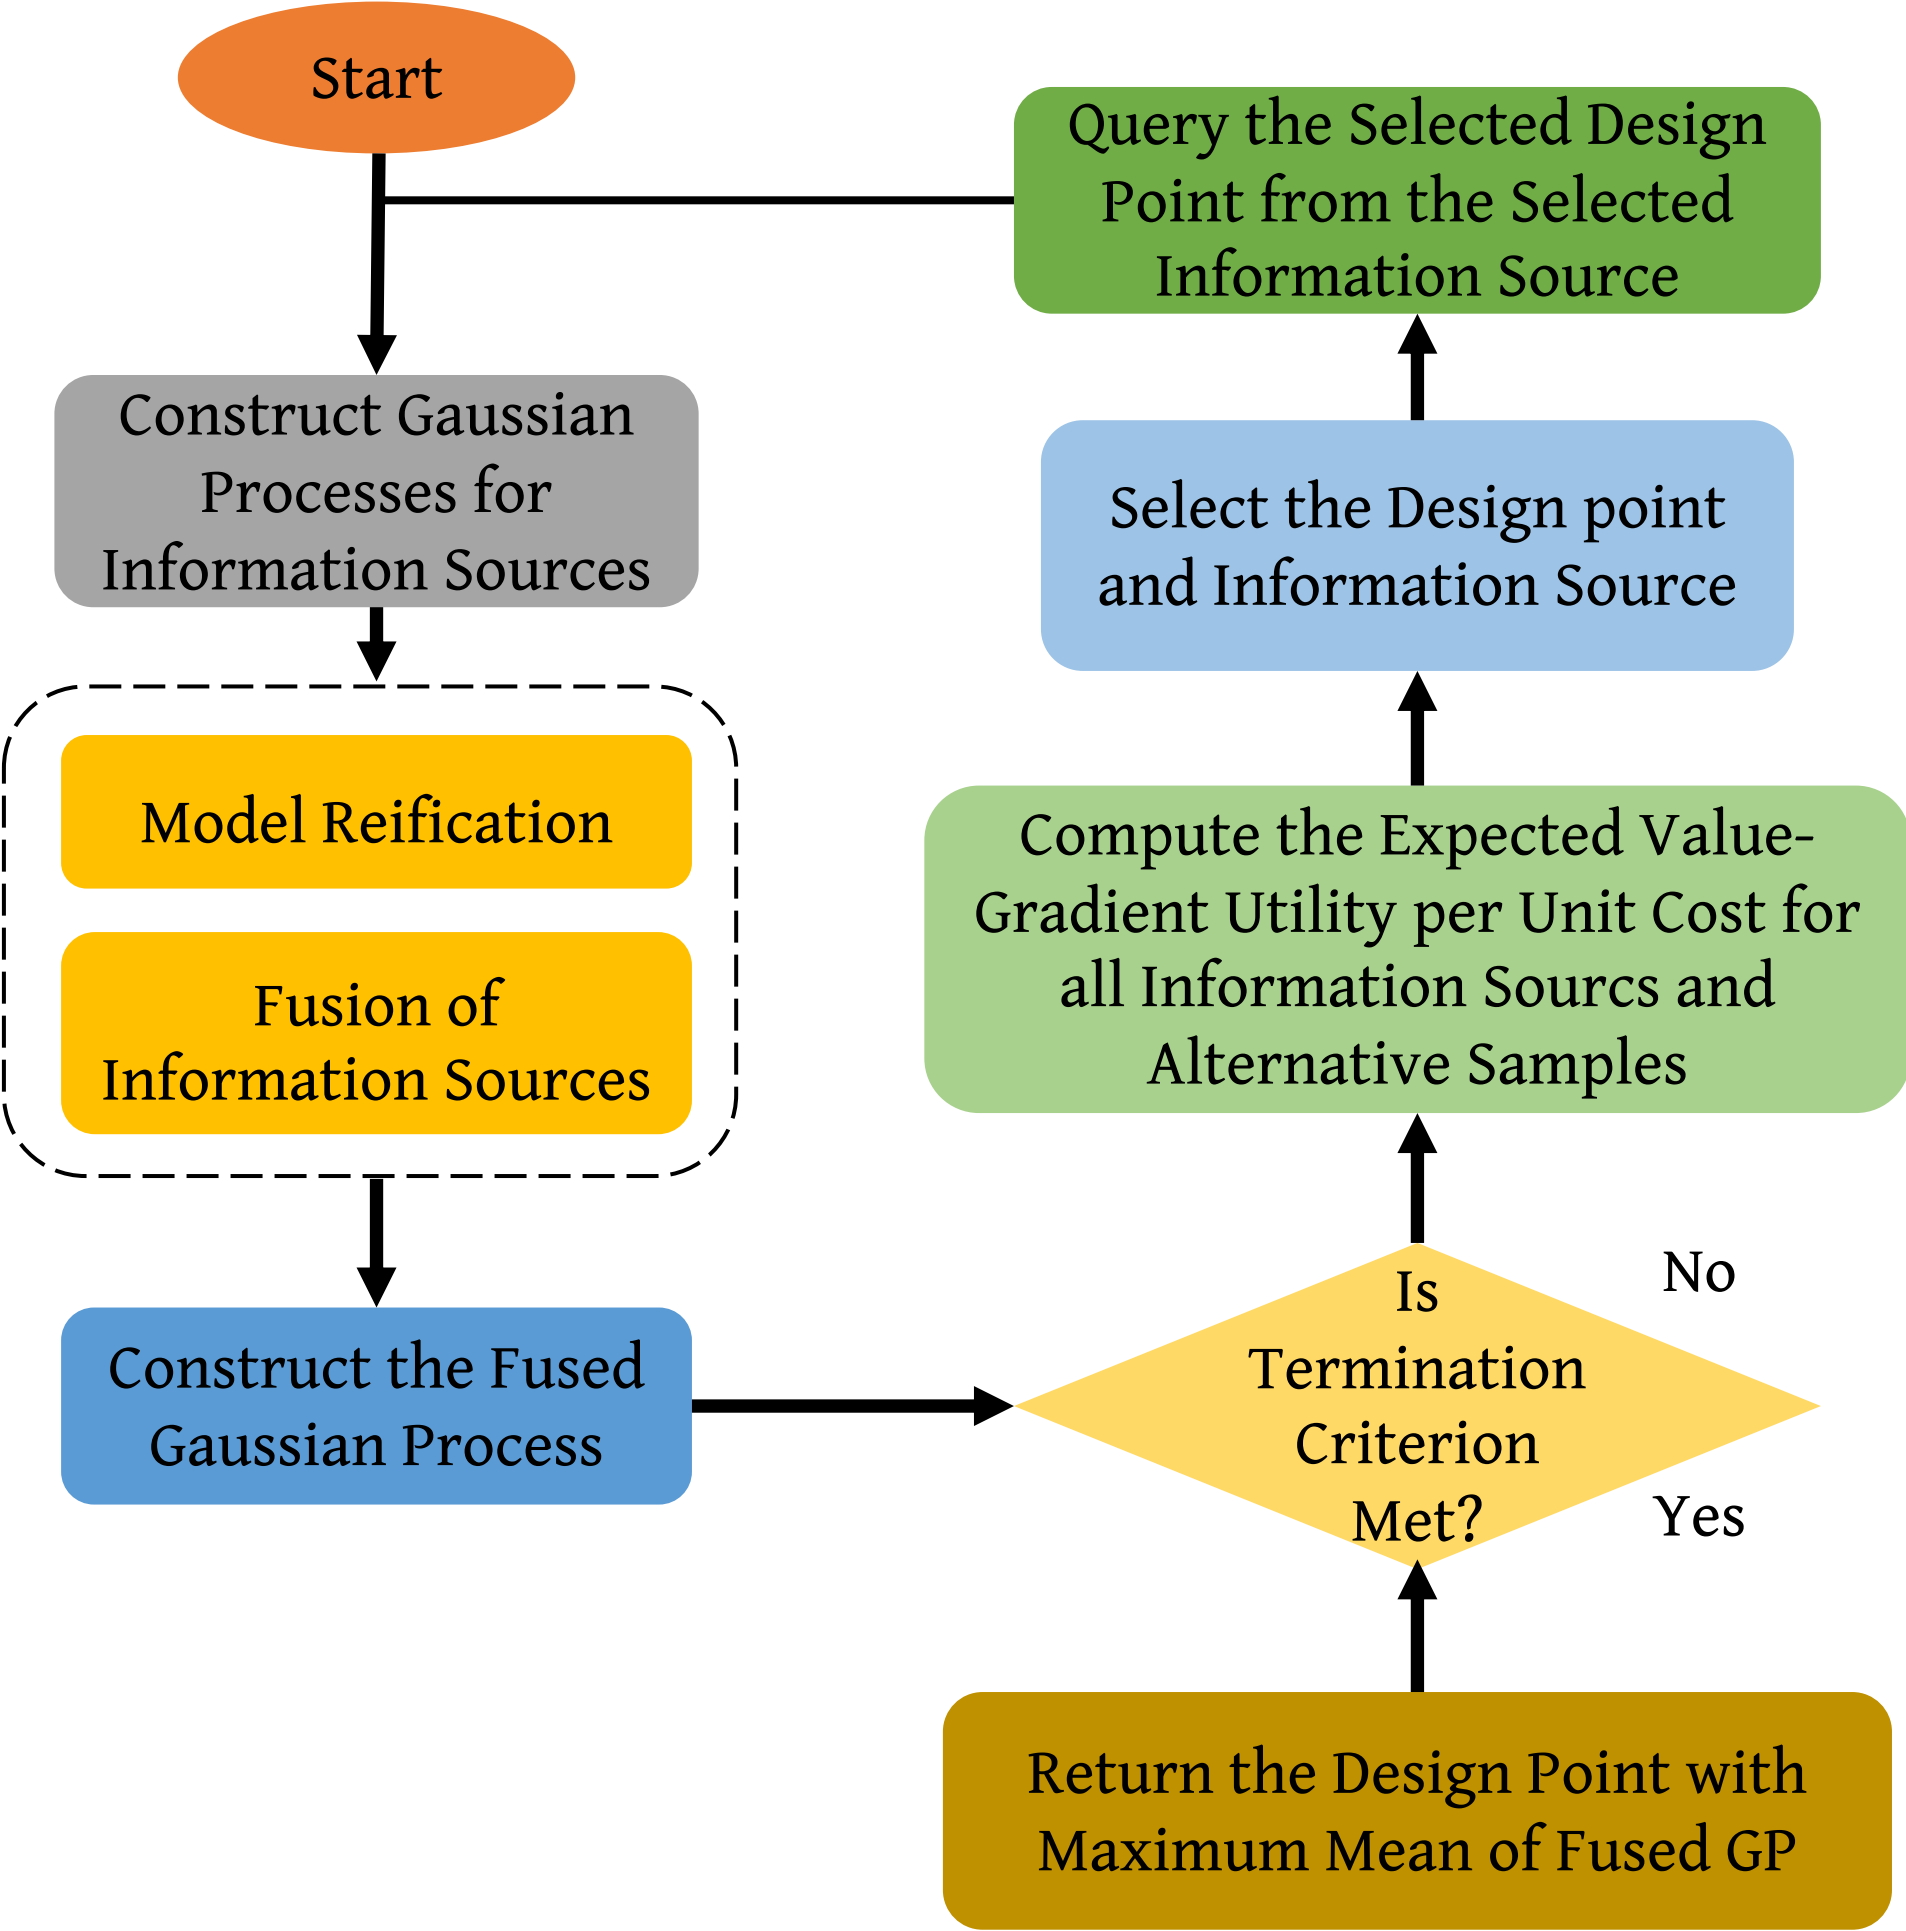 Start
Construct Gaussian
Processes for
Information Sources
Model Reification
Fusion of
Information Sources
Construct the Fused
Gaussian Process
Query the Selected Design
Point from the Selected
Information Source
Select the Design point
and Information Source
Compute the Expected Value-
Gradient Utility per Unit Cost for
all Information Sourcs and
Alternative Samples
No
Is
Termination
Criterion
Met?
Yes
Return the Design Point with
Maximum Mean of Fused GP